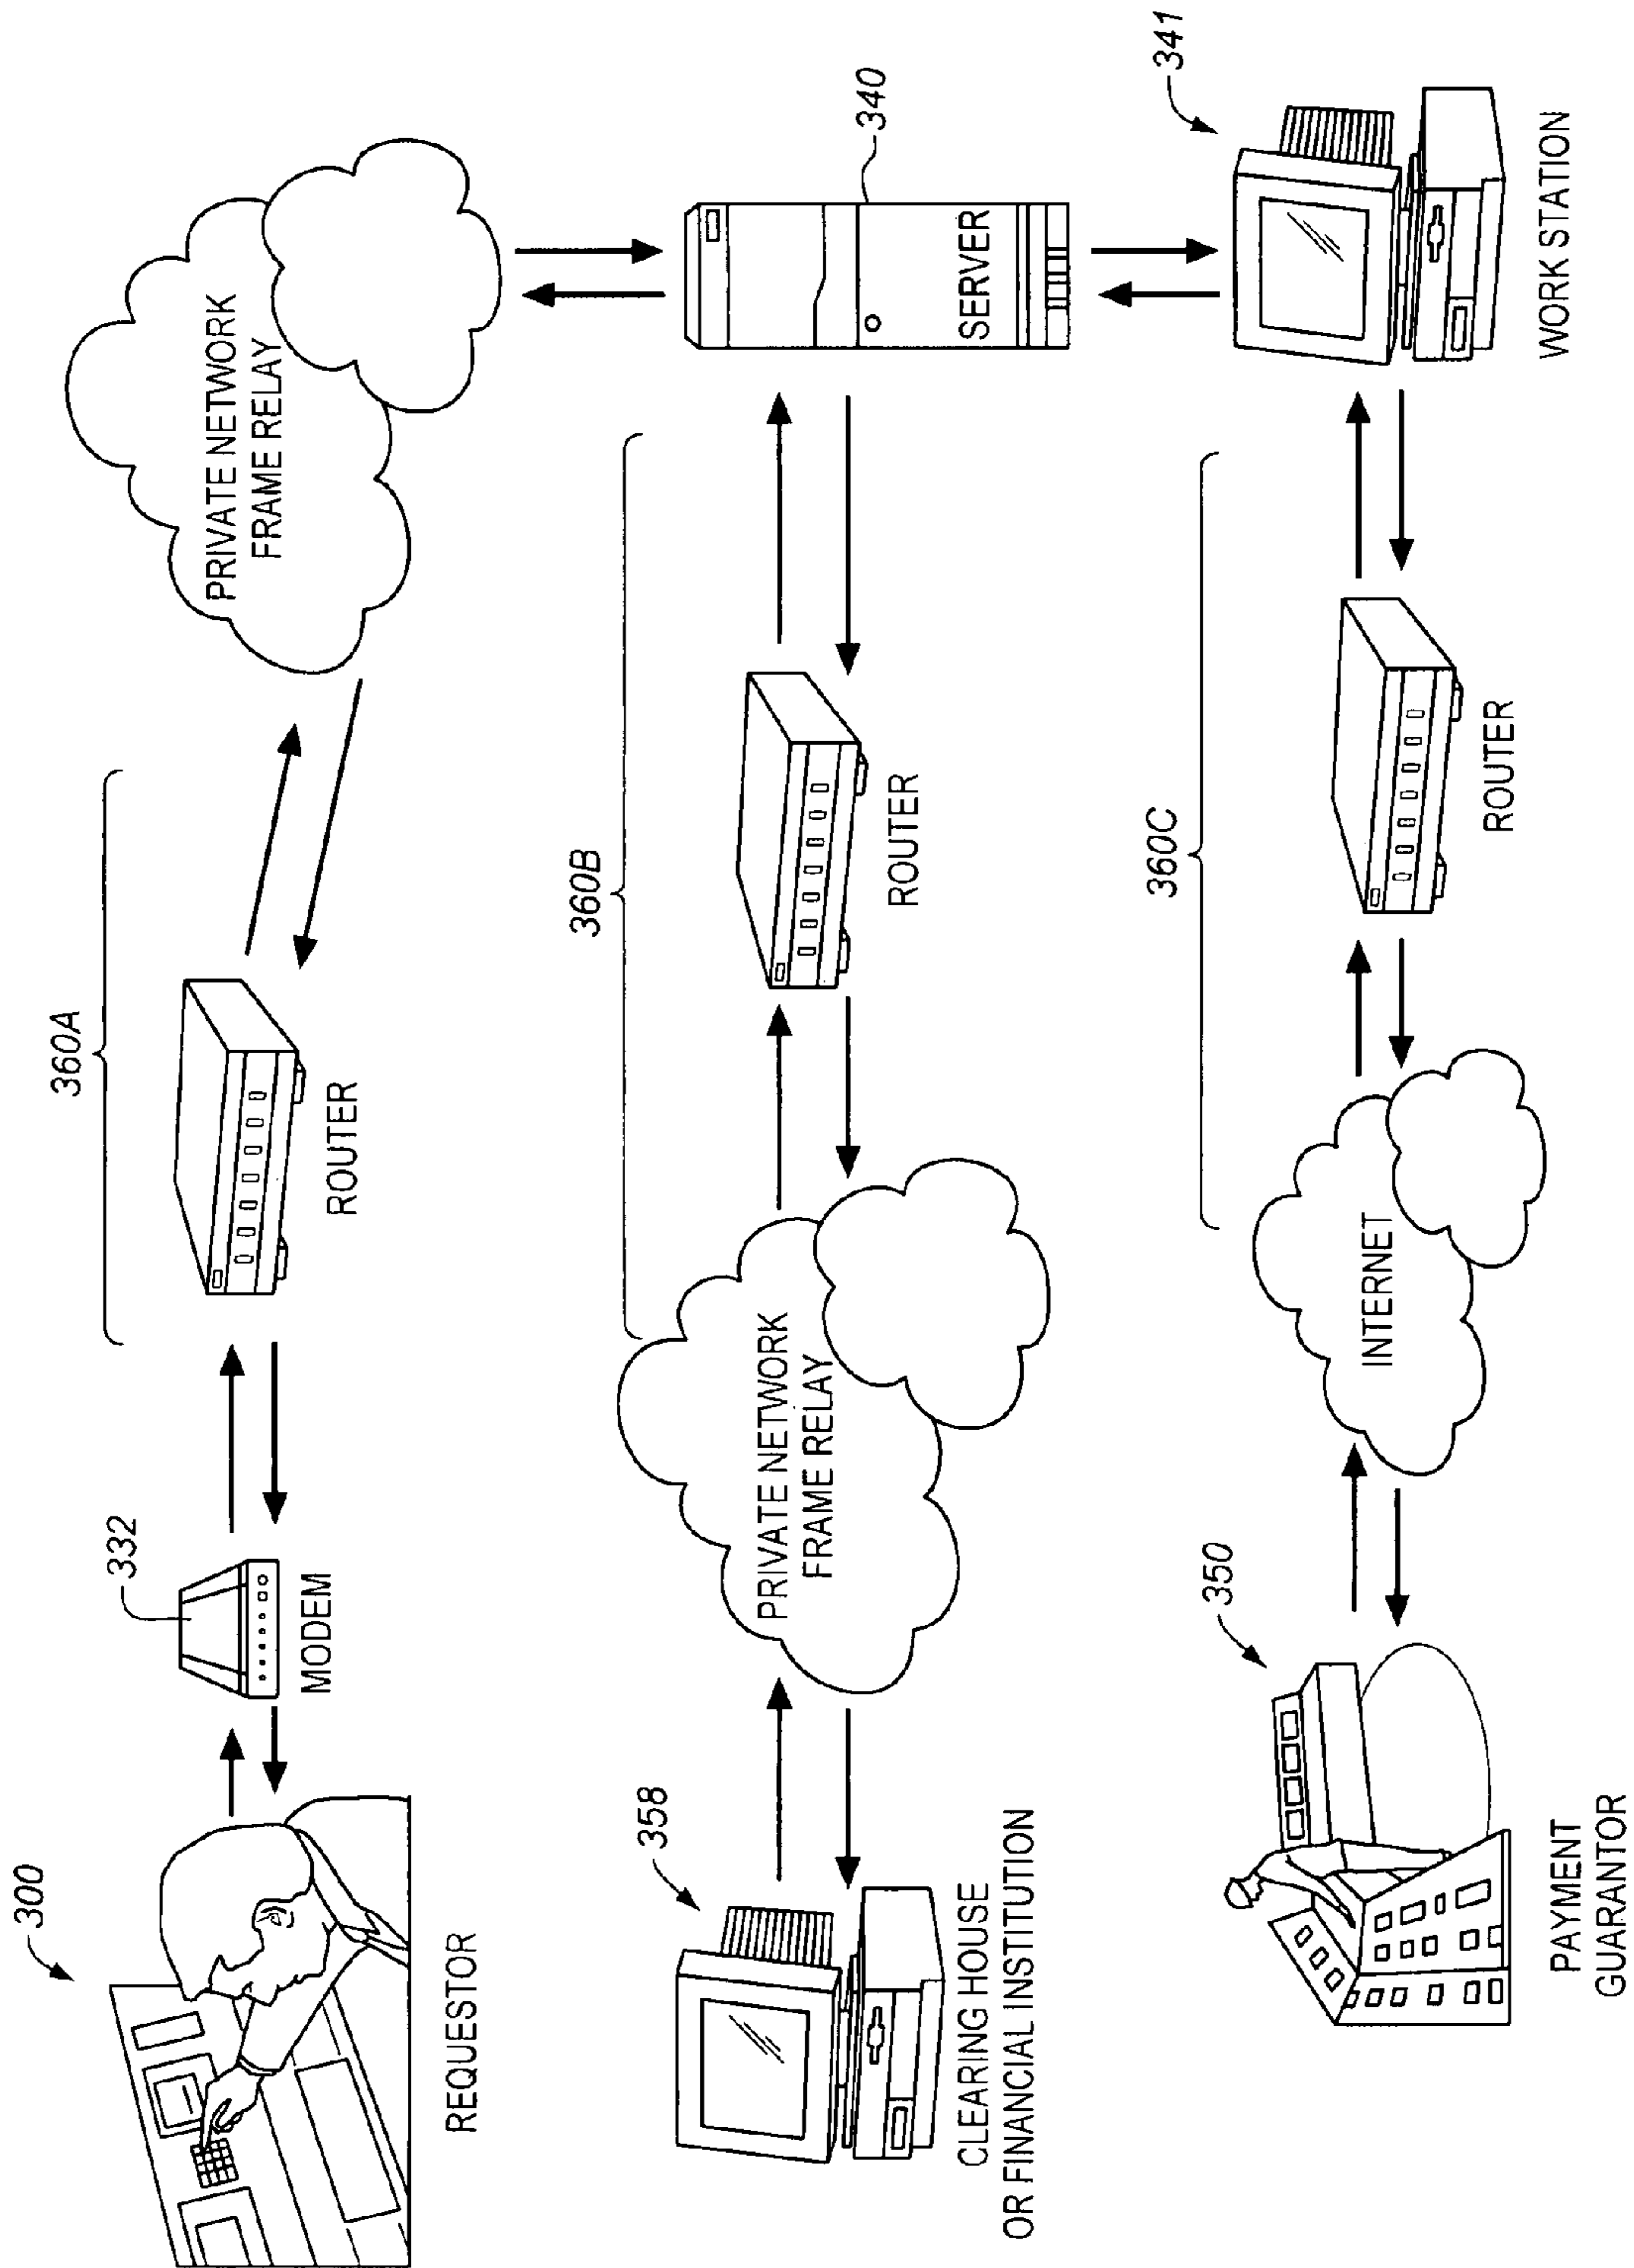 300
REQUESTOR
332
MODEM
360A
ROUTER
PRIVATE NETWORK
FRAME RELAY
358
CLEARING HOUSE
OR FINANCIAL INSTITUTION
PRIVATE NETWORK
FRAME RELAY
360B
ROUTER
SERVER
340
350
PAYMENT
GUARANTOR
INTERNET
360C
ROUTER
341
WORK STATION